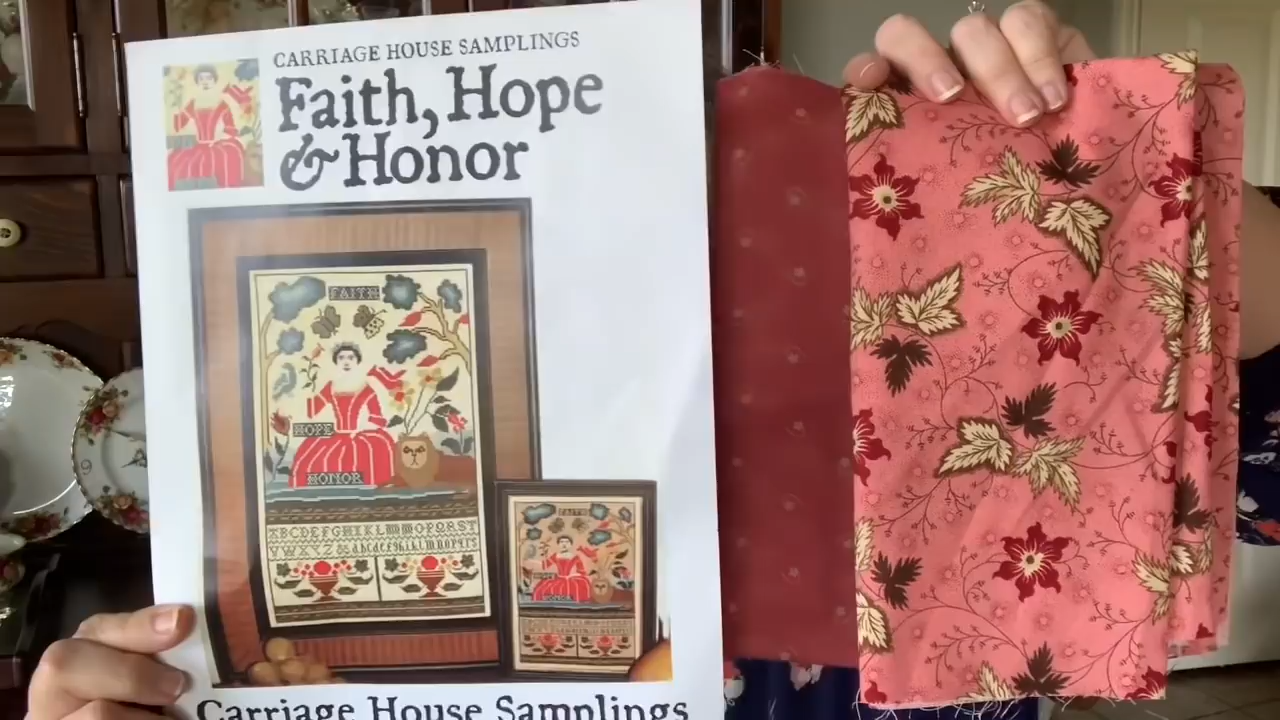 CARRIAGE HOUSE SAMPLINGS
Faith, Hope
& Honor
FAITH
HOPE
HONOR
FAITH
Carriage House Samplings